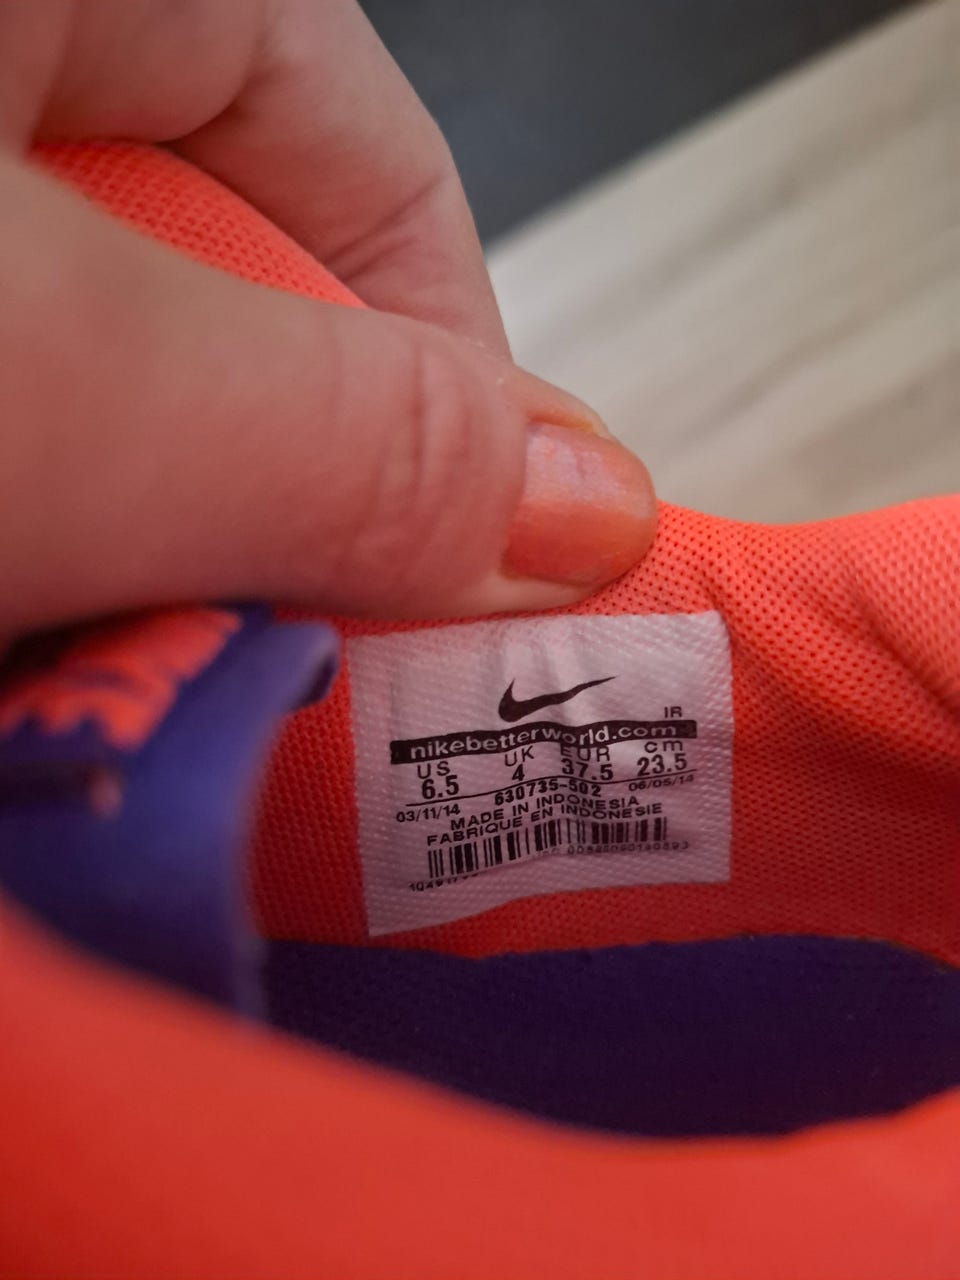 IR
nikebetterworld.com
US UK EUR cm
6.5 4 37.5 23.5
630735-502
03/11/14 06/05/14
MADE IN INDONESIA
FABRIQUE EN INDONESIE